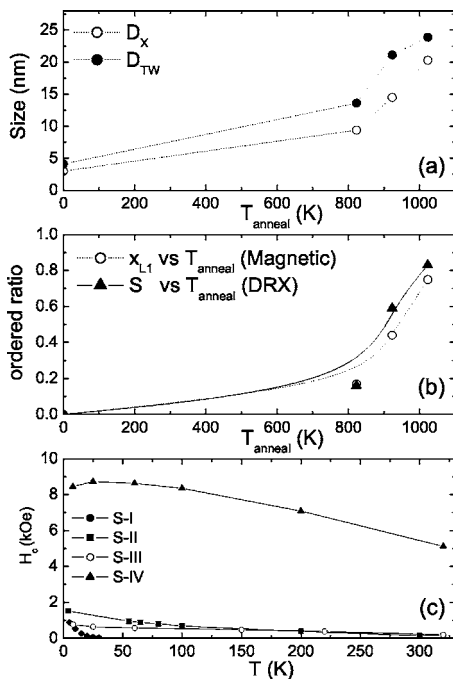 25
20
15
10
5
0
Size (nm)
D_X
D_TW
(a)
0 200 400 600 800 1000
T_anneal (K)
1.0
0.8
0.6
0.4
0.2
0.0
ordered ratio
x_L1 vs T_anneal (Magnetic)
S vs T_anneal (DRX)
(b)
0 200 400 600 800 1000
T_anneal (K)
10
8
6
4
2
0
H_c (kOe)
S-I
S-II
S-III
S-IV
(c)
0 50 100 150 200 250 300
T (K)